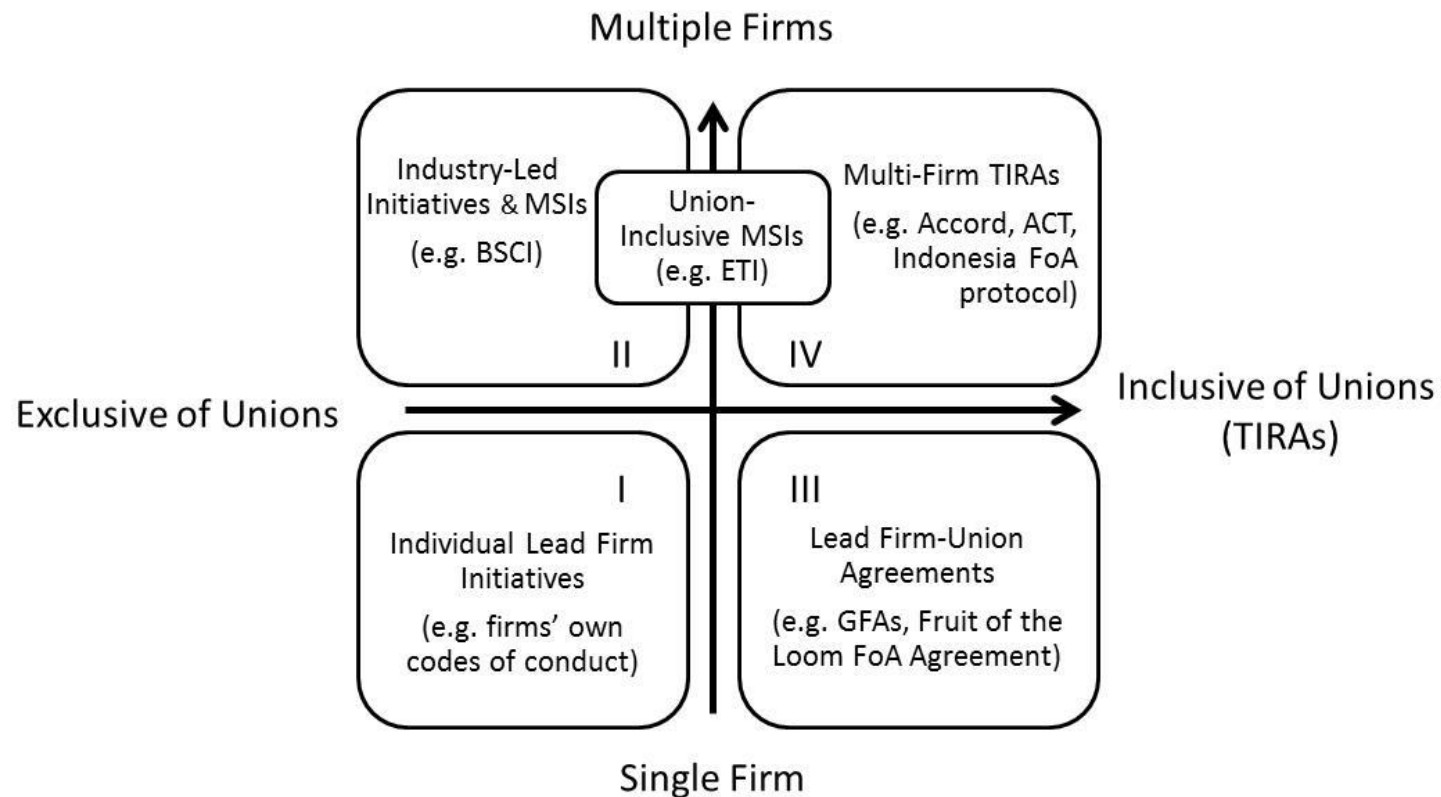 Multiple Firms
Industry-Led
Initiatives & MSIs
(e.g. BSCI)
II
Union-
Inclusive MSIs
(e.g. ETI)
Multi-Firm TIRAs
(e.g. Accord, ACT,
Indonesia FoA
protocol)
IV
Exclusive of Unions
Inclusive of Unions
(TIRAs)
I
Individual Lead Firm
Initiatives
(e.g. firms’ own
codes of conduct)
III
Lead Firm-Union
Agreements
(e.g. GFAs, Fruit of the
Loom FoA Agreement)
Single Firm